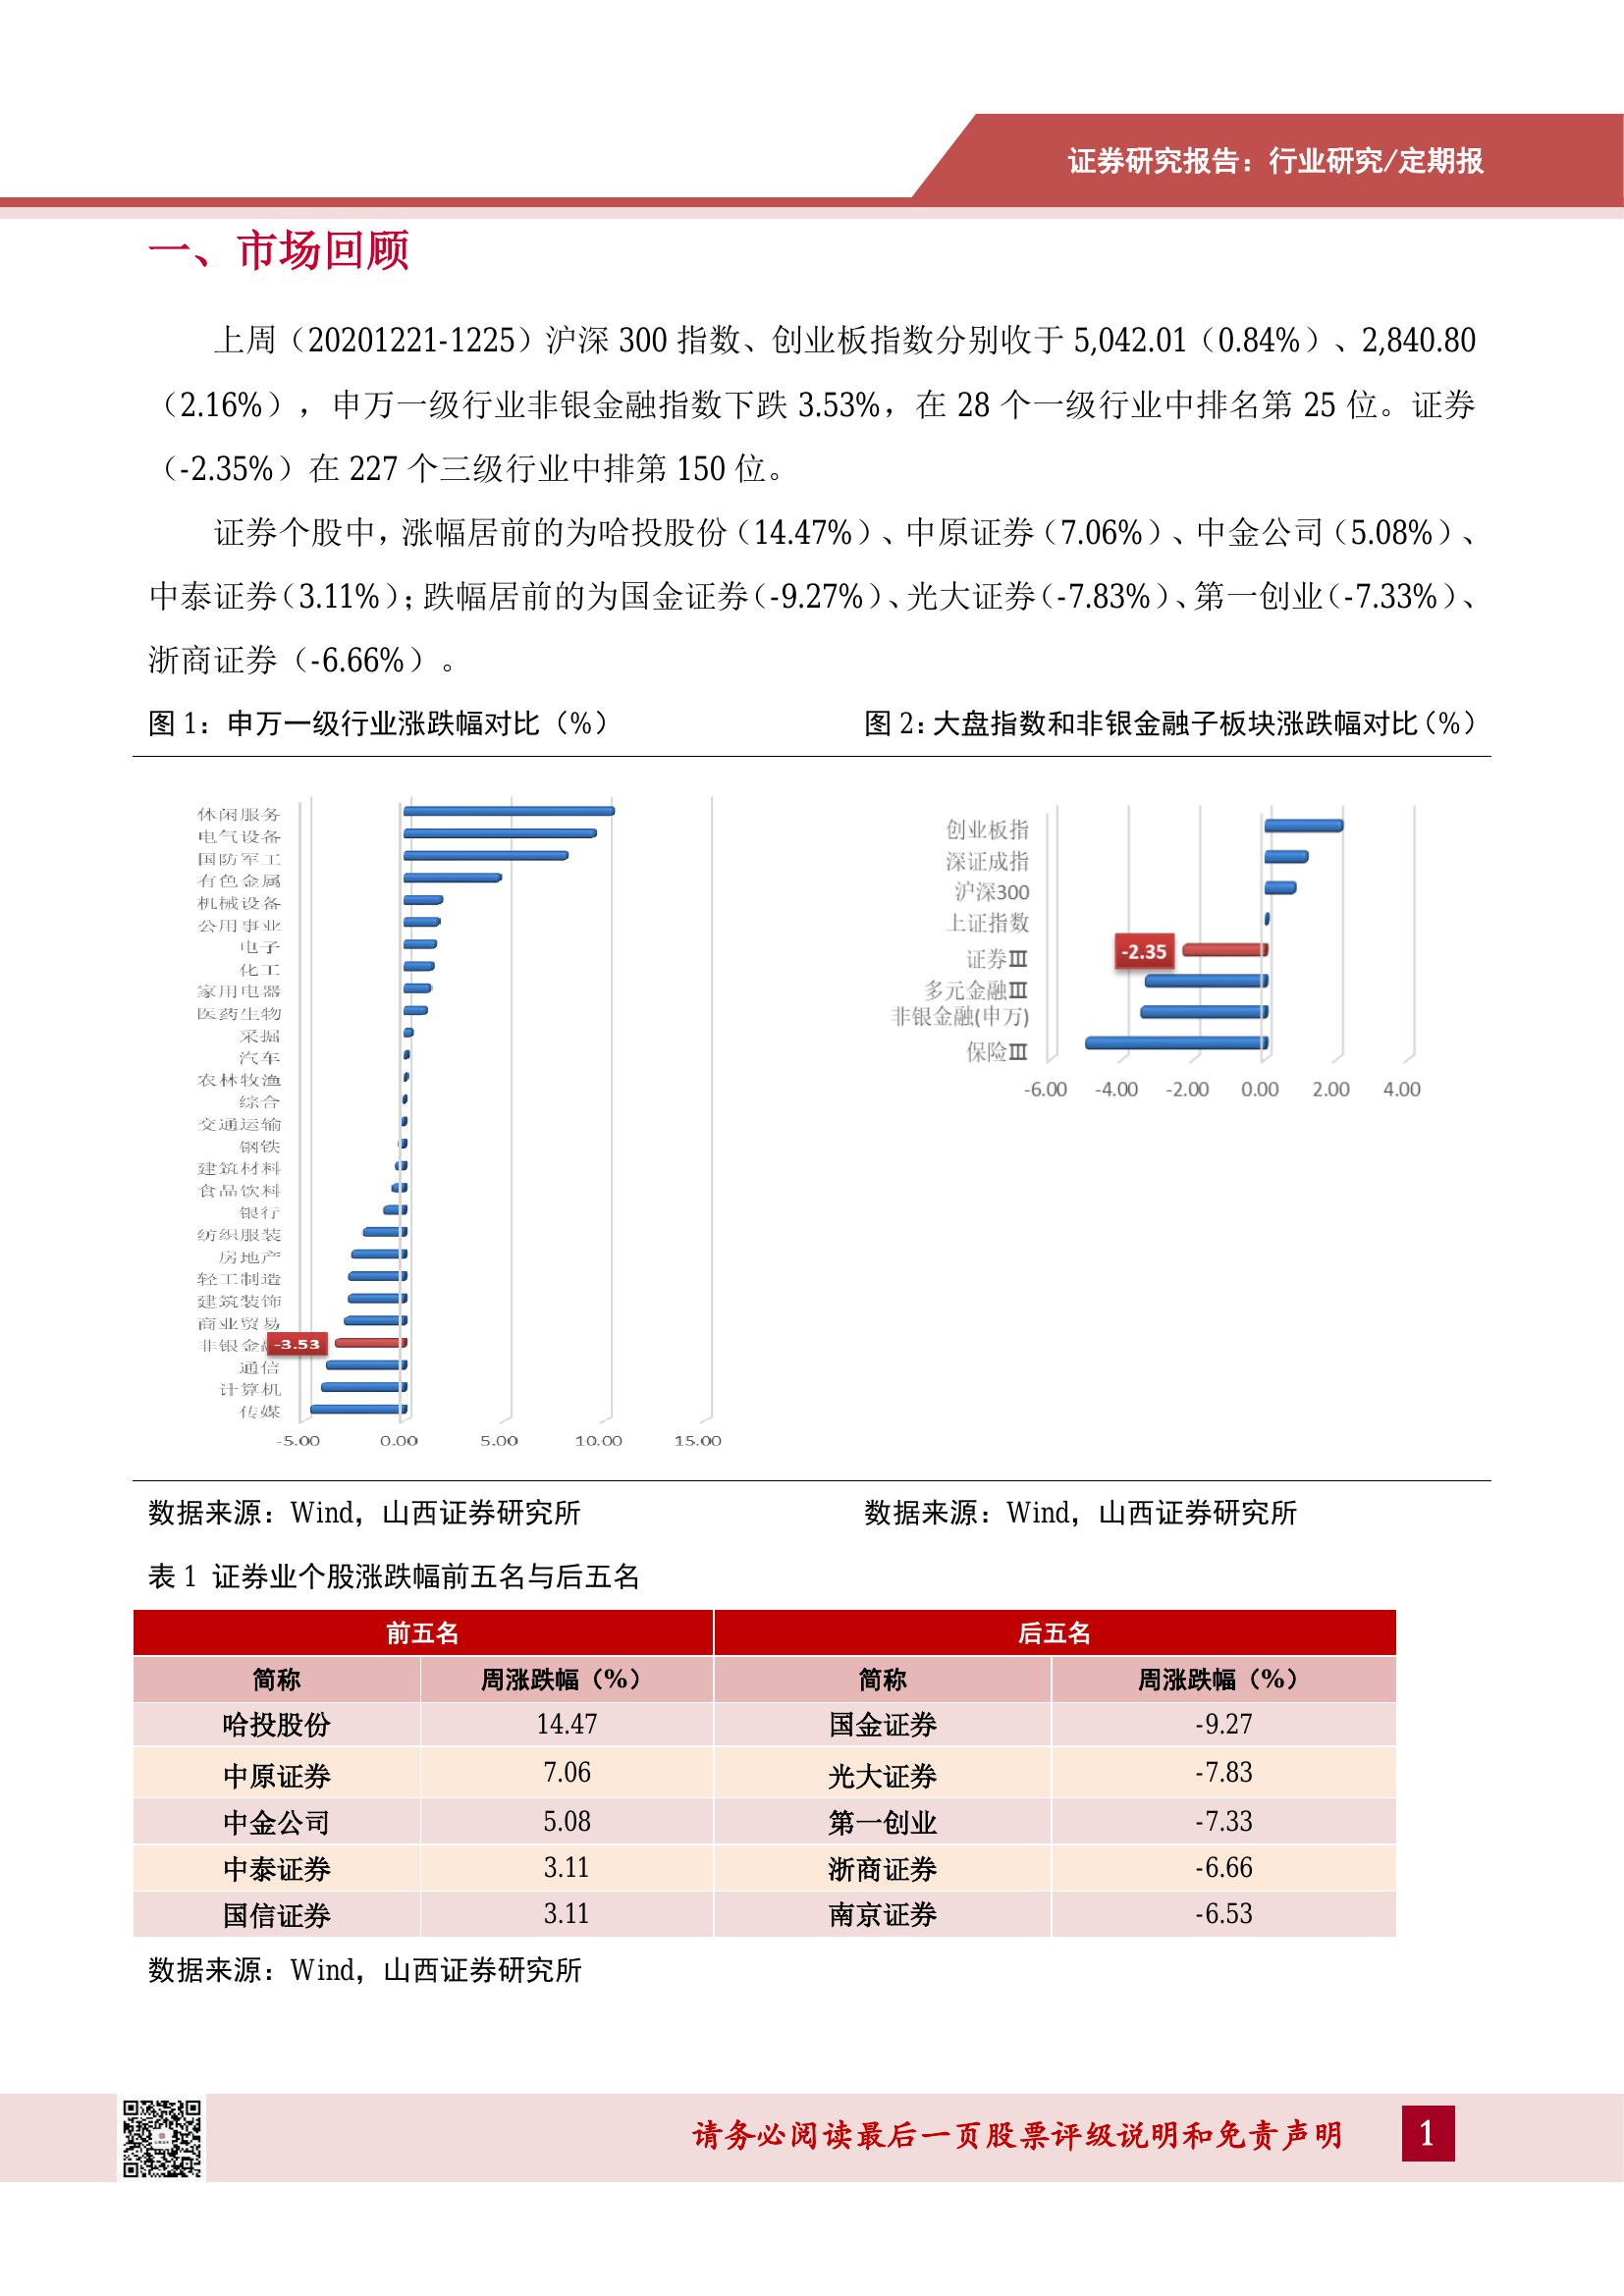 证券研究报告：行业研究/定期报
一、市场回顾
上周（20201221-1225）沪深 300 指数、创业板指数分别收于 5,042.01（0.84%）、2,840.80
（2.16%），申万一级行业非银金融指数下跌 3.53%，在 28 个一级行业中排名第 25 位。证券
（-2.35%）在 227 个三级行业中排第 150 位。
证券个股中，涨幅居前的为哈投股份（14.47%）、中原证券（7.06%）、中金公司（5.08%）、
中泰证券（3.11%）；跌幅居前的为国金证券（-9.27%）、光大证券（-7.83%）、第一创业（-7.33%）、
浙商证券（-6.66%）。
图 1：申万一级行业涨跌幅对比（%）
休闲服务
电气设备
国防军工
有色金属
机械设备
公用事业
电子
化工
家用电器
医药生物
采掘
汽车
农林牧渔
综合
交通运输
钢铁
建筑材料
食品饮料
银行
纺织服装
房地产
轻工制造
建筑装饰
商业贸易
非银金 -3.53
通信
计算机
传媒
-5.00 0.00 5.00 10.00 15.00
图 2：大盘指数和非银金融子板块涨跌幅对比（%）
创业板指
深证成指
沪深300
上证指数
证券Ⅲ -2.35
多元金融Ⅲ
非银金融(申万)
保险Ⅲ
-6.00 -4.00 -2.00 0.00 2.00 4.00
数据来源：Wind，山西证券研究所 数据来源：Wind，山西证券研究所
表 1 证券业个股涨跌幅前五名与后五名
前五名 后五名
简称 周涨跌幅（%） 简称 周涨跌幅（%）
哈投股份 14.47 国金证券 -9.27
中原证券 7.06 光大证券 -7.83
中金公司 5.08 第一创业 -7.33
中泰证券 3.11 浙商证券 -6.66
国信证券 3.11 南京证券 -6.53
数据来源：Wind，山西证券研究所
请务必阅读最后一页股票评级说明和免责声明 1